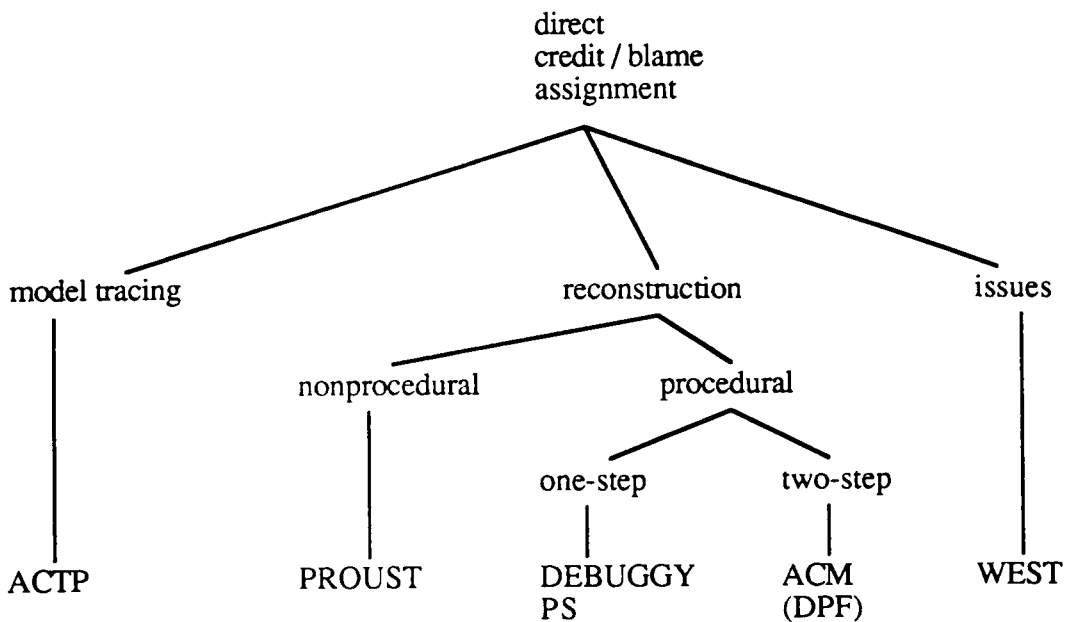 direct
credit / blame
assignment
model tracing
reconstruction
issues
nonprocedural
procedural
one-step
two-step
ACTP
PROUST
DEBUGGY
PS
ACM
(DPF)
WEST